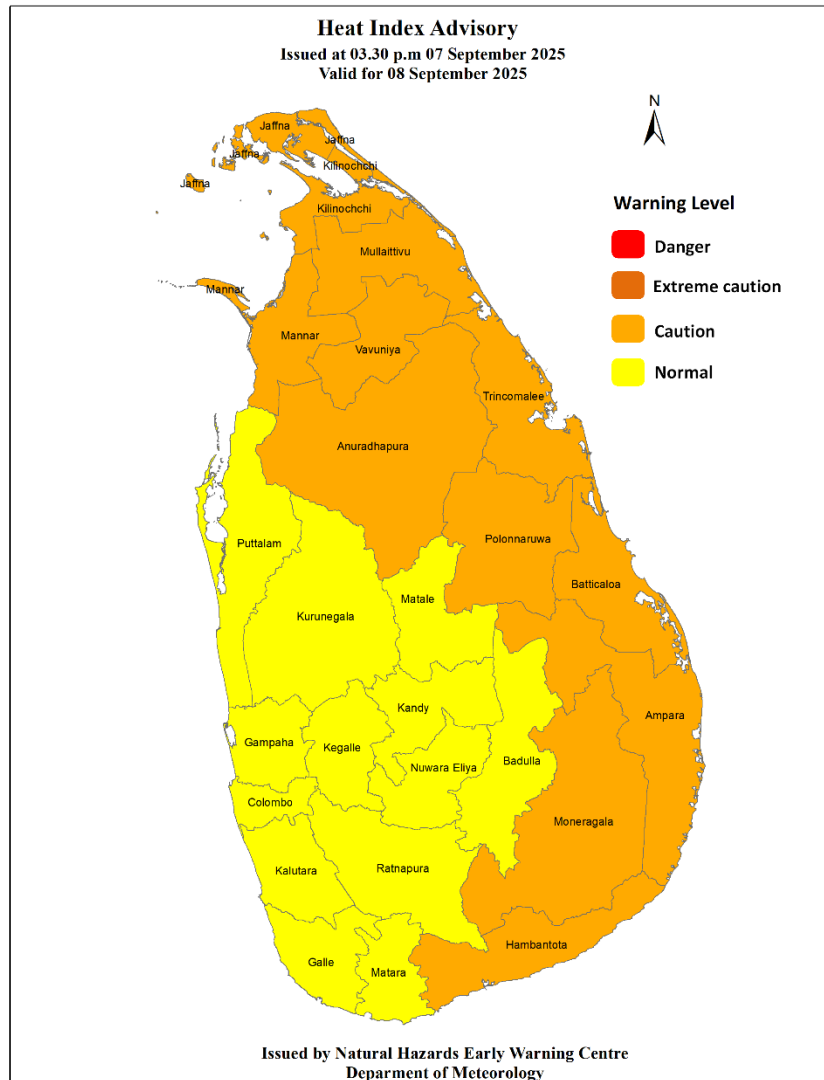 Heat Index Advisory
Issued at 03.30 p.m 07 September 2025
Valid for 08 September 2025
N
Jaffna
Jaffna
Jaffna
Kilinochchi
Jaffna
Kilinochchi
Warning Level
Danger
Extreme caution
Caution
Normal
Mullaittivu
Mannar
Mannar
Vavuniya
Trincomalee
Anuradhapura
Puttalam
Polonnaruwa
Batticaloa
Matale
Kurunegala
Kandy
Ampara
Gampaha
Kegalle
Nuwara Eliya
Badulla
Colombo
Moneragala
Kalutara
Ratnapura
Hambantota
Galle
Matara
Issued by Natural Hazards Early Warning Centre
Deparment of Meteorology